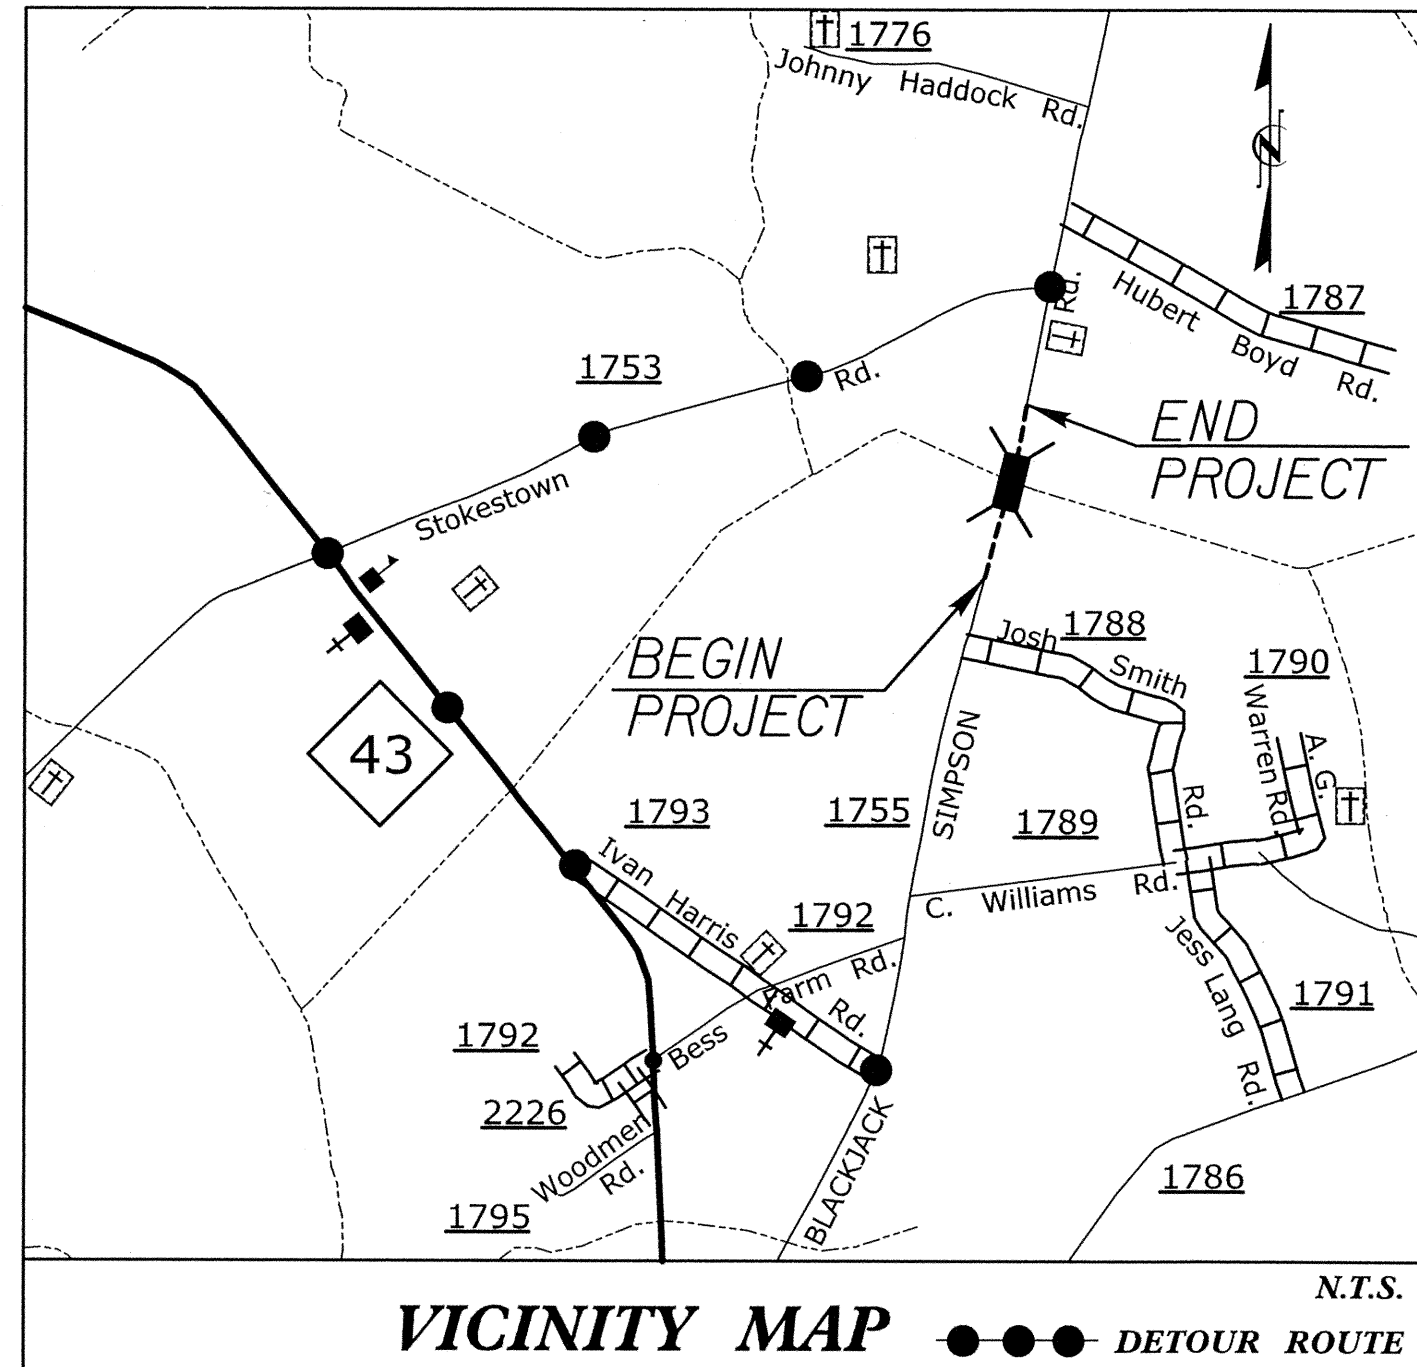 1776
Johnny Haddock Rd.
N
1787
Hubert Boyd Rd.
1753
Stokestown Rd.
Rd.
END
PROJECT
BEGIN
PROJECT
1788
Josh Smith Rd.
1790
Warren Rd.
A. G.
43
1793
1755
SIMPSON
1789
Ivan Harris Rd.
1792
C. Williams Rd.
Bess Farm Rd.
Jess Lang Rd.
1791
1792
2226
Woodmen
Rd.
BLACKJACK
1786
1795
N.T.S.
VICINITY MAP
DETOUR ROUTE